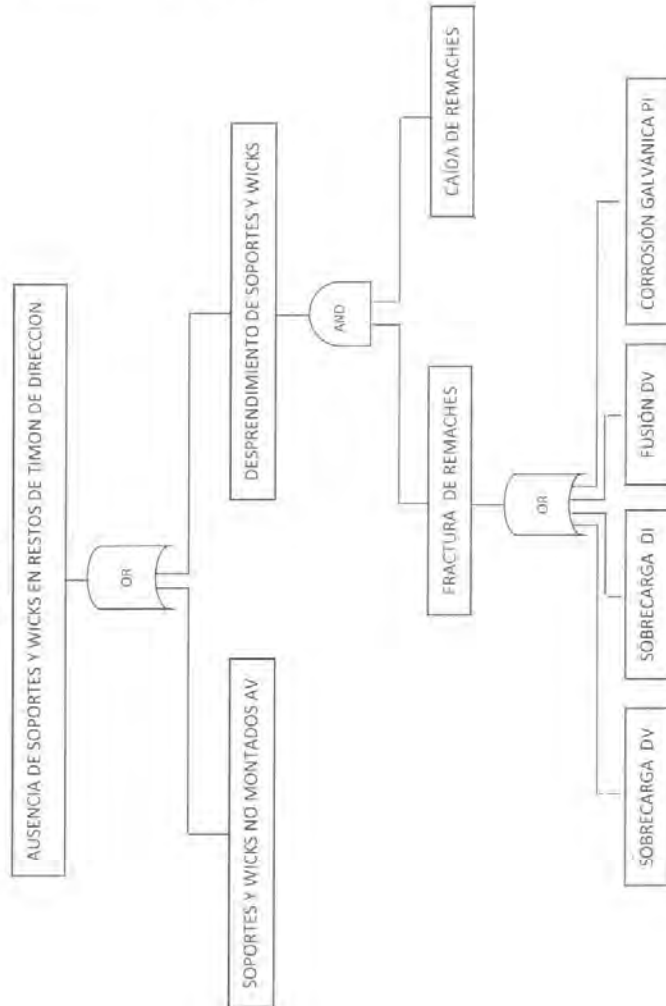 AUSENCIA DE SOPORTES Y WICKS EN RESTOS DE TIMON DE DIRECCION
OR
SOPORTES Y WICKS NO MONTADOS AV
DESPRENDIMIENTO DE SOPORTES Y WICKS
AND
FRACTURA DE REMACHES
CAÍDA DE REMACHES
OR
SOBRECARGA DV
SOBRECARGA DI
FUSIÓN DV
CORROSIÓN GALVÁNICA PI